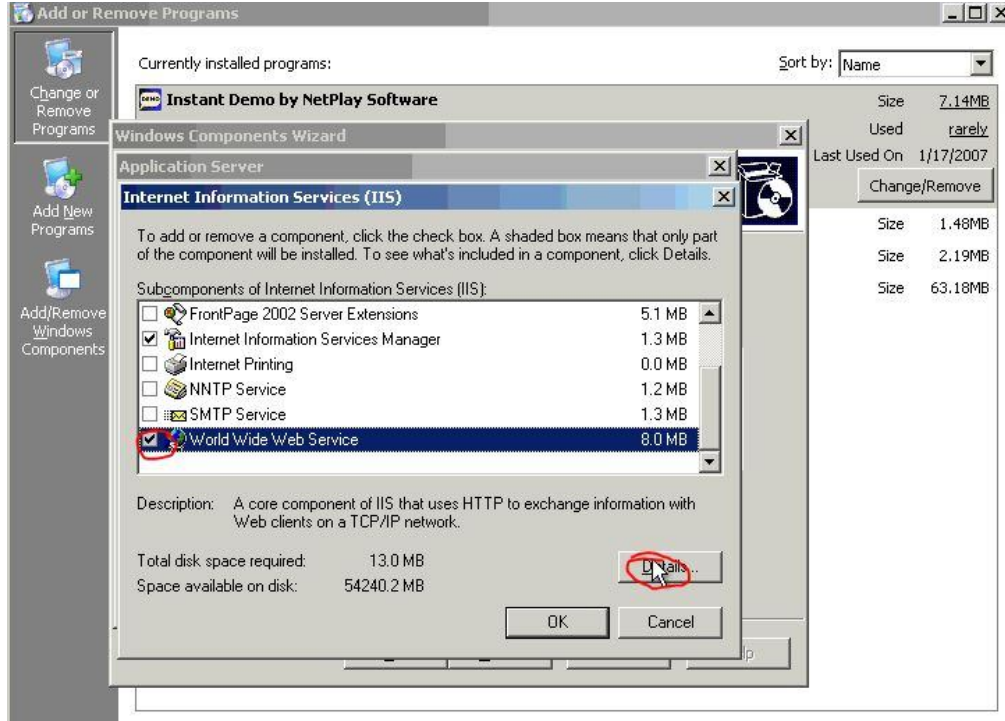 Add or Remove Programs
Change or
Remove
Programs
Add New
Programs
Add/Remove
Windows
Components
Currently installed programs:
Sort by: Name
Instant Demo by NetPlay Software
Size 7.14MB
Used rarely
Last Used On 1/17/2007
Change/Remove
Size 1.48MB
Size 2.19MB
Size 63.18MB
Windows Components Wizard
Application Server
Internet Information Services (IIS)
To add or remove a component, click the check box. A shaded box means that only part
of the component will be installed. To see what's included in a component, click Details.
Subcomponents of Internet Information Services (IIS):
FrontPage 2002 Server Extensions 5.1 MB
Internet Information Services Manager 1.3 MB
Internet Printing 0.0 MB
NNTP Service 1.2 MB
SMTP Service 1.3 MB
World Wide Web Service 8.0 MB
Description: A core component of IIS that uses HTTP to exchange information with
Web clients on a TCP/IP network.
Total disk space required: 13.0 MB
Space available on disk: 54240.2 MB
Details...
OK Cancel